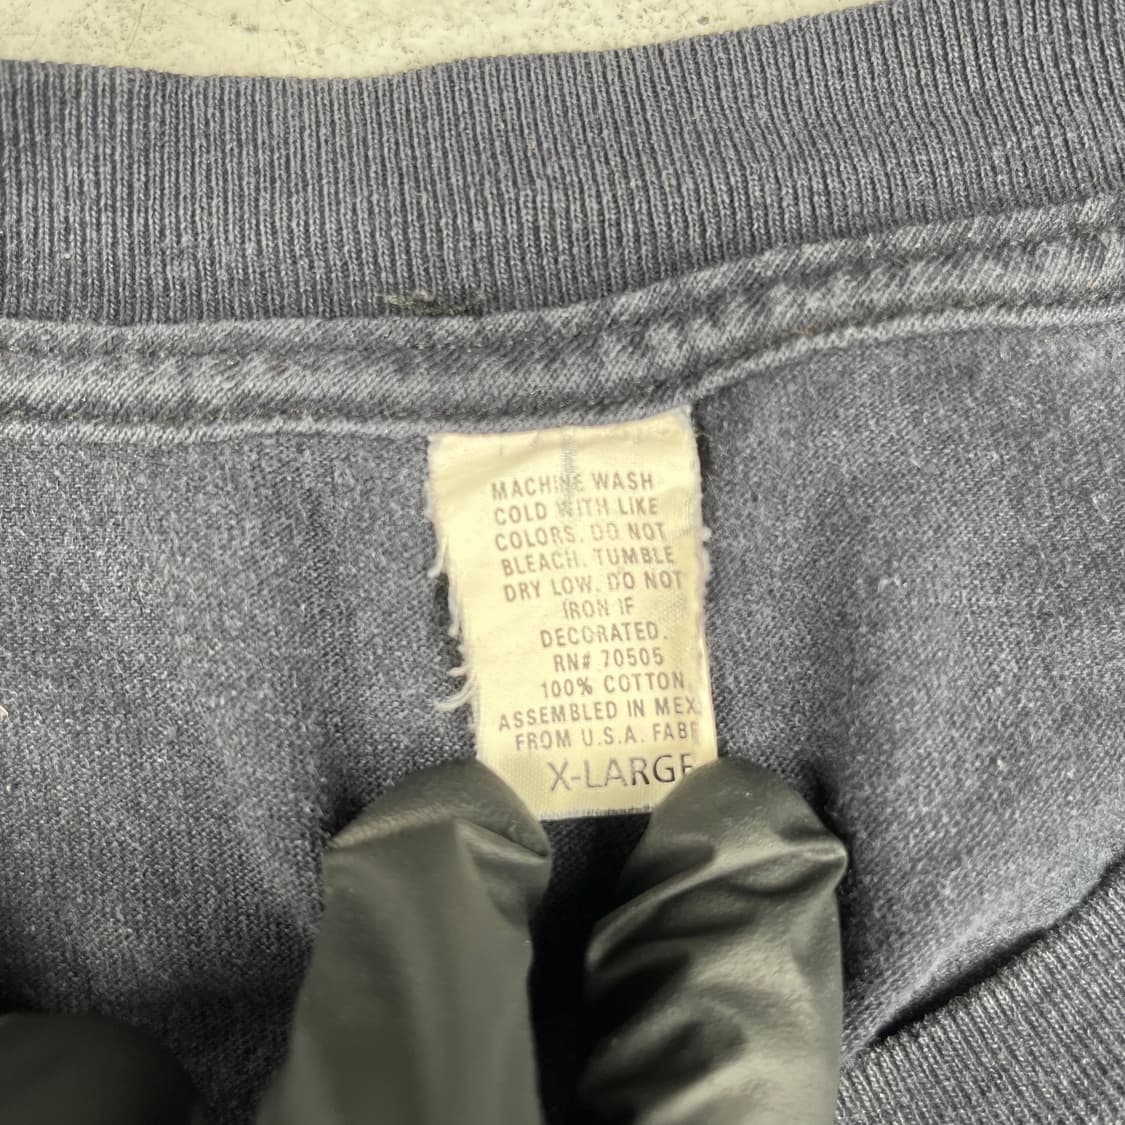 MACHINE WASH
COLD WITH LIKE
COLORS. DO NOT
BLEACH. TUMBLE
DRY LOW. DO NOT
IRON IF
DECORATED.
RN# 70505
100% COTTON
ASSEMBLED IN MEX
FROM U.S.A. FABR
X-LARGE